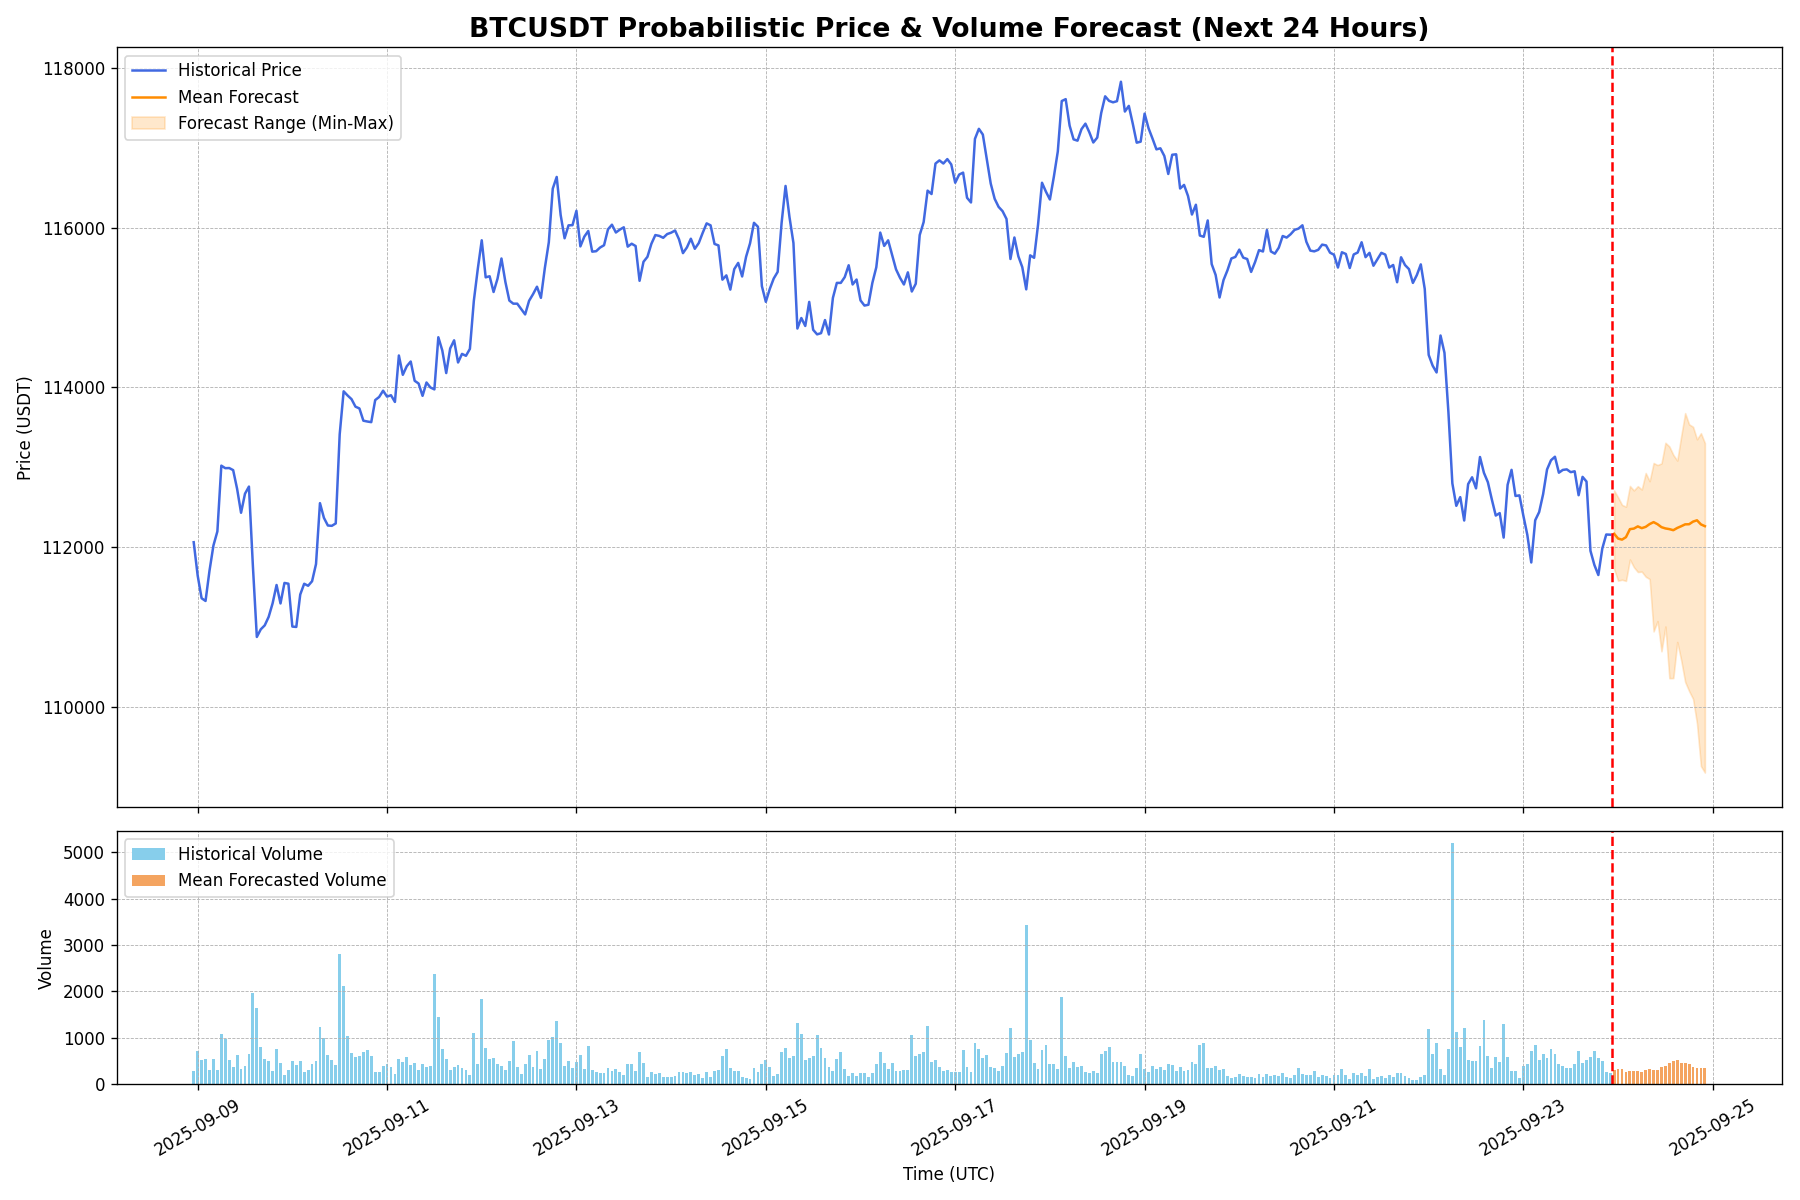 BTCUSDT Probabilistic Price & Volume Forecast (Next 24 Hours)
Historical Price
Mean Forecast
Forecast Range (Min-Max)
118000
116000
114000
112000
110000
Price (USDT)
Historical Volume
Mean Forecasted Volume
5000
4000
3000
2000
1000
0
Volume
2025-09-09
2025-09-11
2025-09-13
2025-09-15
2025-09-17
2025-09-19
2025-09-21
2025-09-23
2025-09-25
Time (UTC)